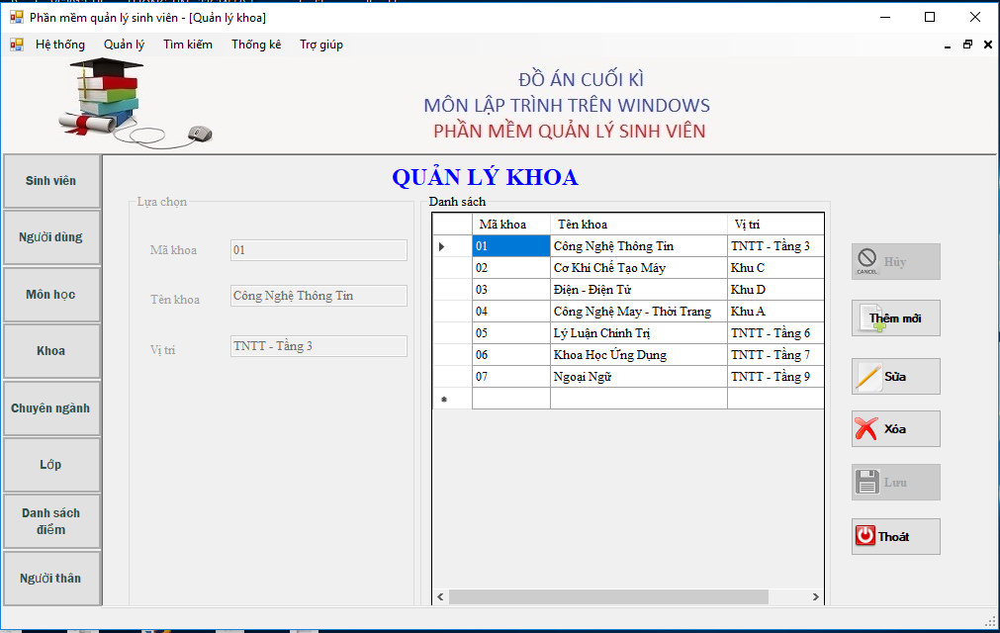 Phần mềm quản lý sinh viên - [Quản lý khoa]
Hệ thống Quản lý Tìm kiếm Thống kê Trợ giúp
ĐỒ ÁN CUỐI KÌ
MÔN LẬP TRÌNH TRÊN WINDOWS
PHẦN MỀM QUẢN LÝ SINH VIÊN
Sinh viên
Người dùng
Môn học
Khoa
Chuyên ngành
Lớp
Danh sách
điểm
Người thân
QUẢN LÝ KHOA
Lựa chọn
Mã khoa 01
Tên khoa Công Nghệ Thông Tin
Vị trí TNTT - Tầng 3
Danh sách
Mã khoa Tên khoa Vị trí
01 Công Nghệ Thông Tin TNTT - Tầng 3
02 Cơ Khí Chế Tạo Máy Khu C
03 Điện - Điện Tử Khu D
04 Công Nghệ May - Thời Trang Khu A
05 Lý Luận Chính Trị TNTT - Tầng 6
06 Khoa Học Ứng Dụng TNTT - Tầng 7
07 Ngoại Ngữ TNTT - Tầng 9
CANCEL Hủy
Thêm mới
Sửa
Xóa
Lưu
Thoát